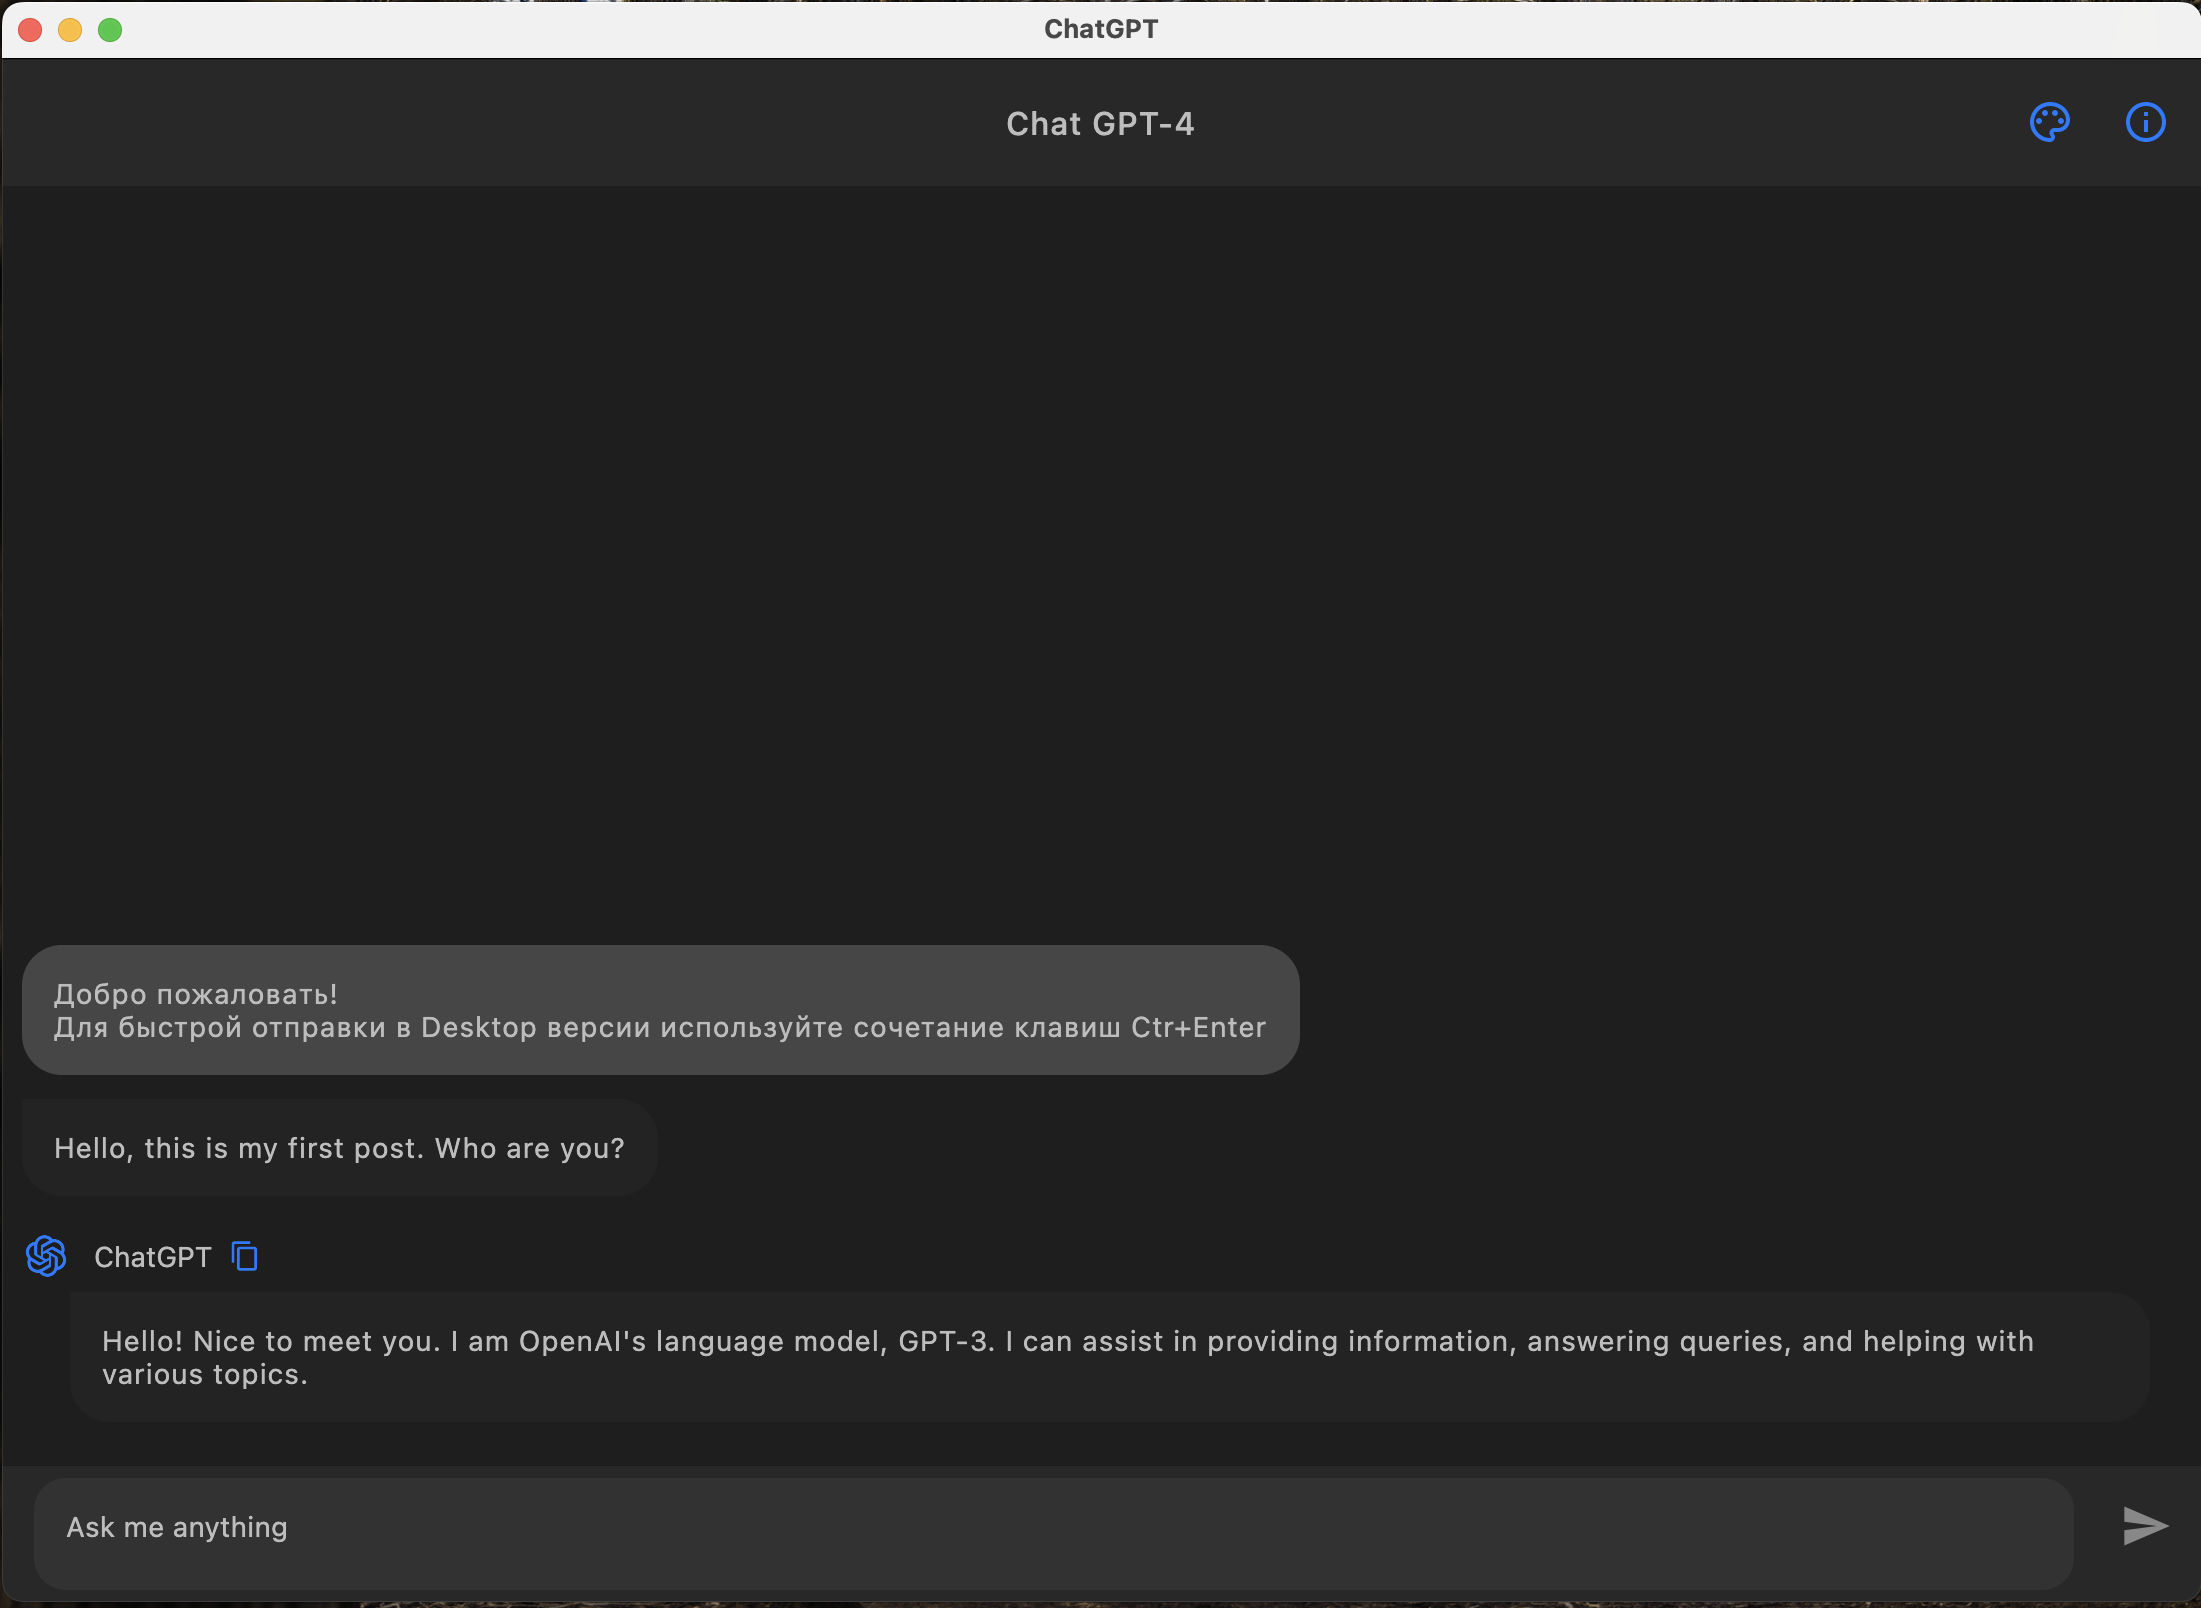 ChatGPT
Chat GPT-4
Добро пожаловать!
Для быстрой отправки в Desktop версии используйте сочетание клавиш Ctr+Enter
Hello, this is my first post. Who are you?
ChatGPT
Hello! Nice to meet you. I am OpenAI's language model, GPT-3. I can assist in providing information, answering queries, and helping with
various topics.
Ask me anything